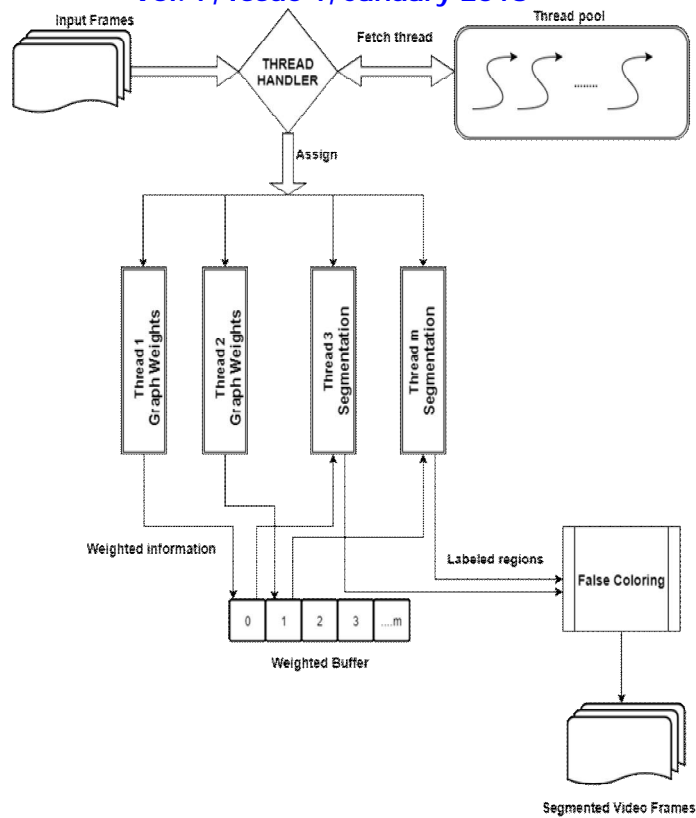 Input Frames
THREAD
HANDLER
Fetch thread
Thread pool
........
Assign
Thread 1
Graph Weights
Thread 2
Graph Weights
Thread 3
Segmentation
Thread m
Segmentation
Weighted information
Labeled regions
False Coloring
0 1 2 3 ....m
Weighted Buffer
Segmented Video Frames